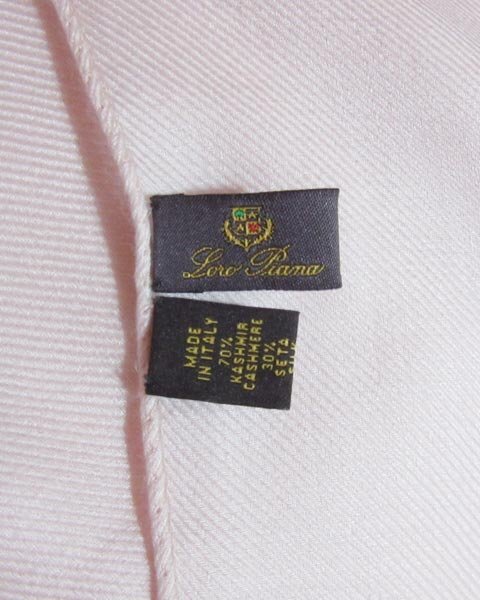 Loro Piana
MADE
IN ITALY
70%
KASHMIR
CASHMERE
30%
SETA